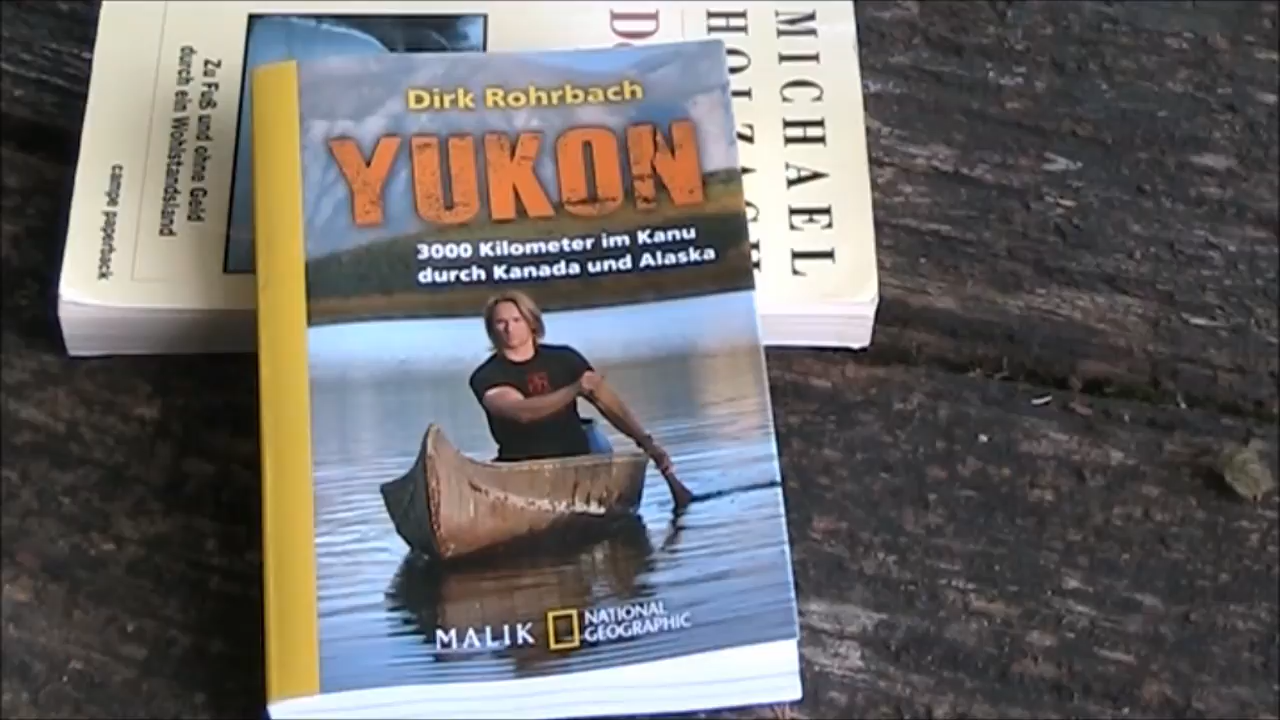 Dirk Rohrbach
YUKON
3000 Kilometer im Kanu
durch Kanada und Alaska
MALIK
NATIONAL
GEOGRAPHIC
MICHAEL
Zu Fuß und ohne Geld
durch ein Wohlstandsland
campe paperback